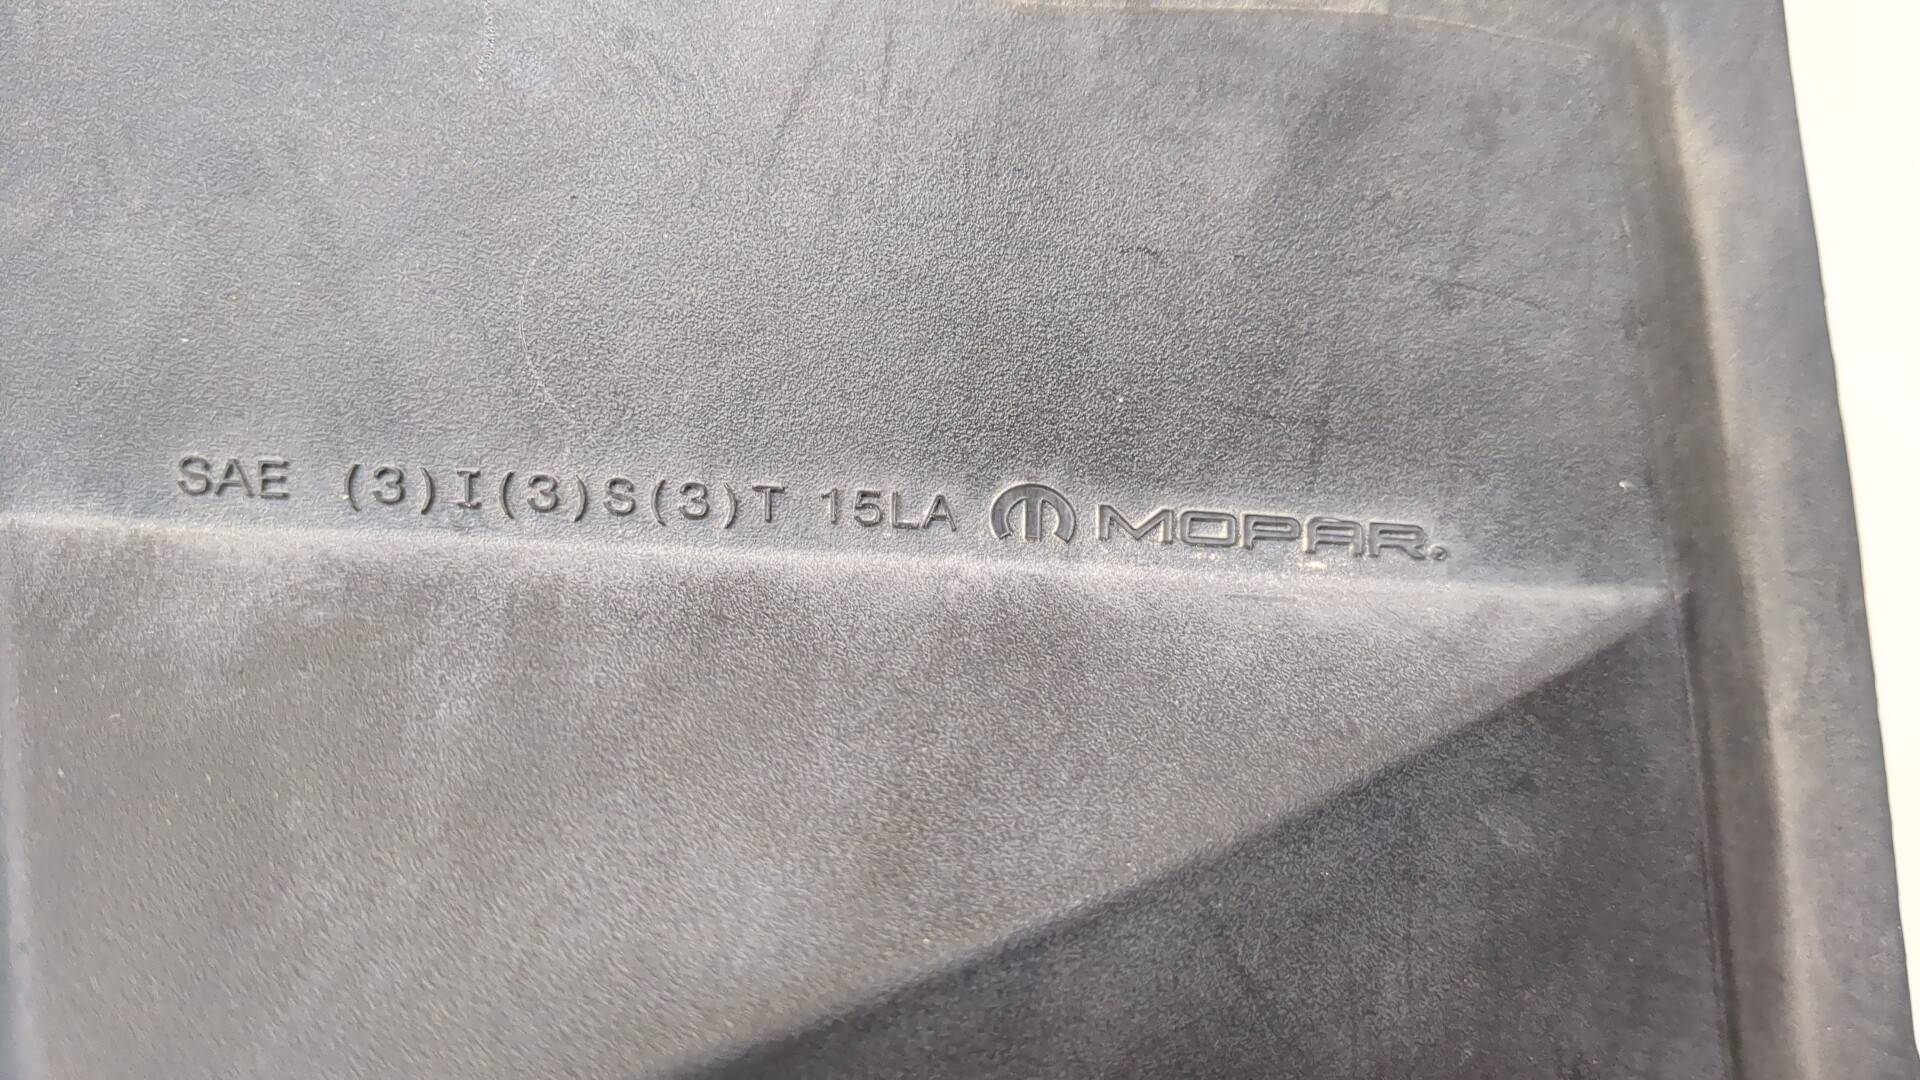 SAE (3)I(3)S(3)T 15LA MOPAR.